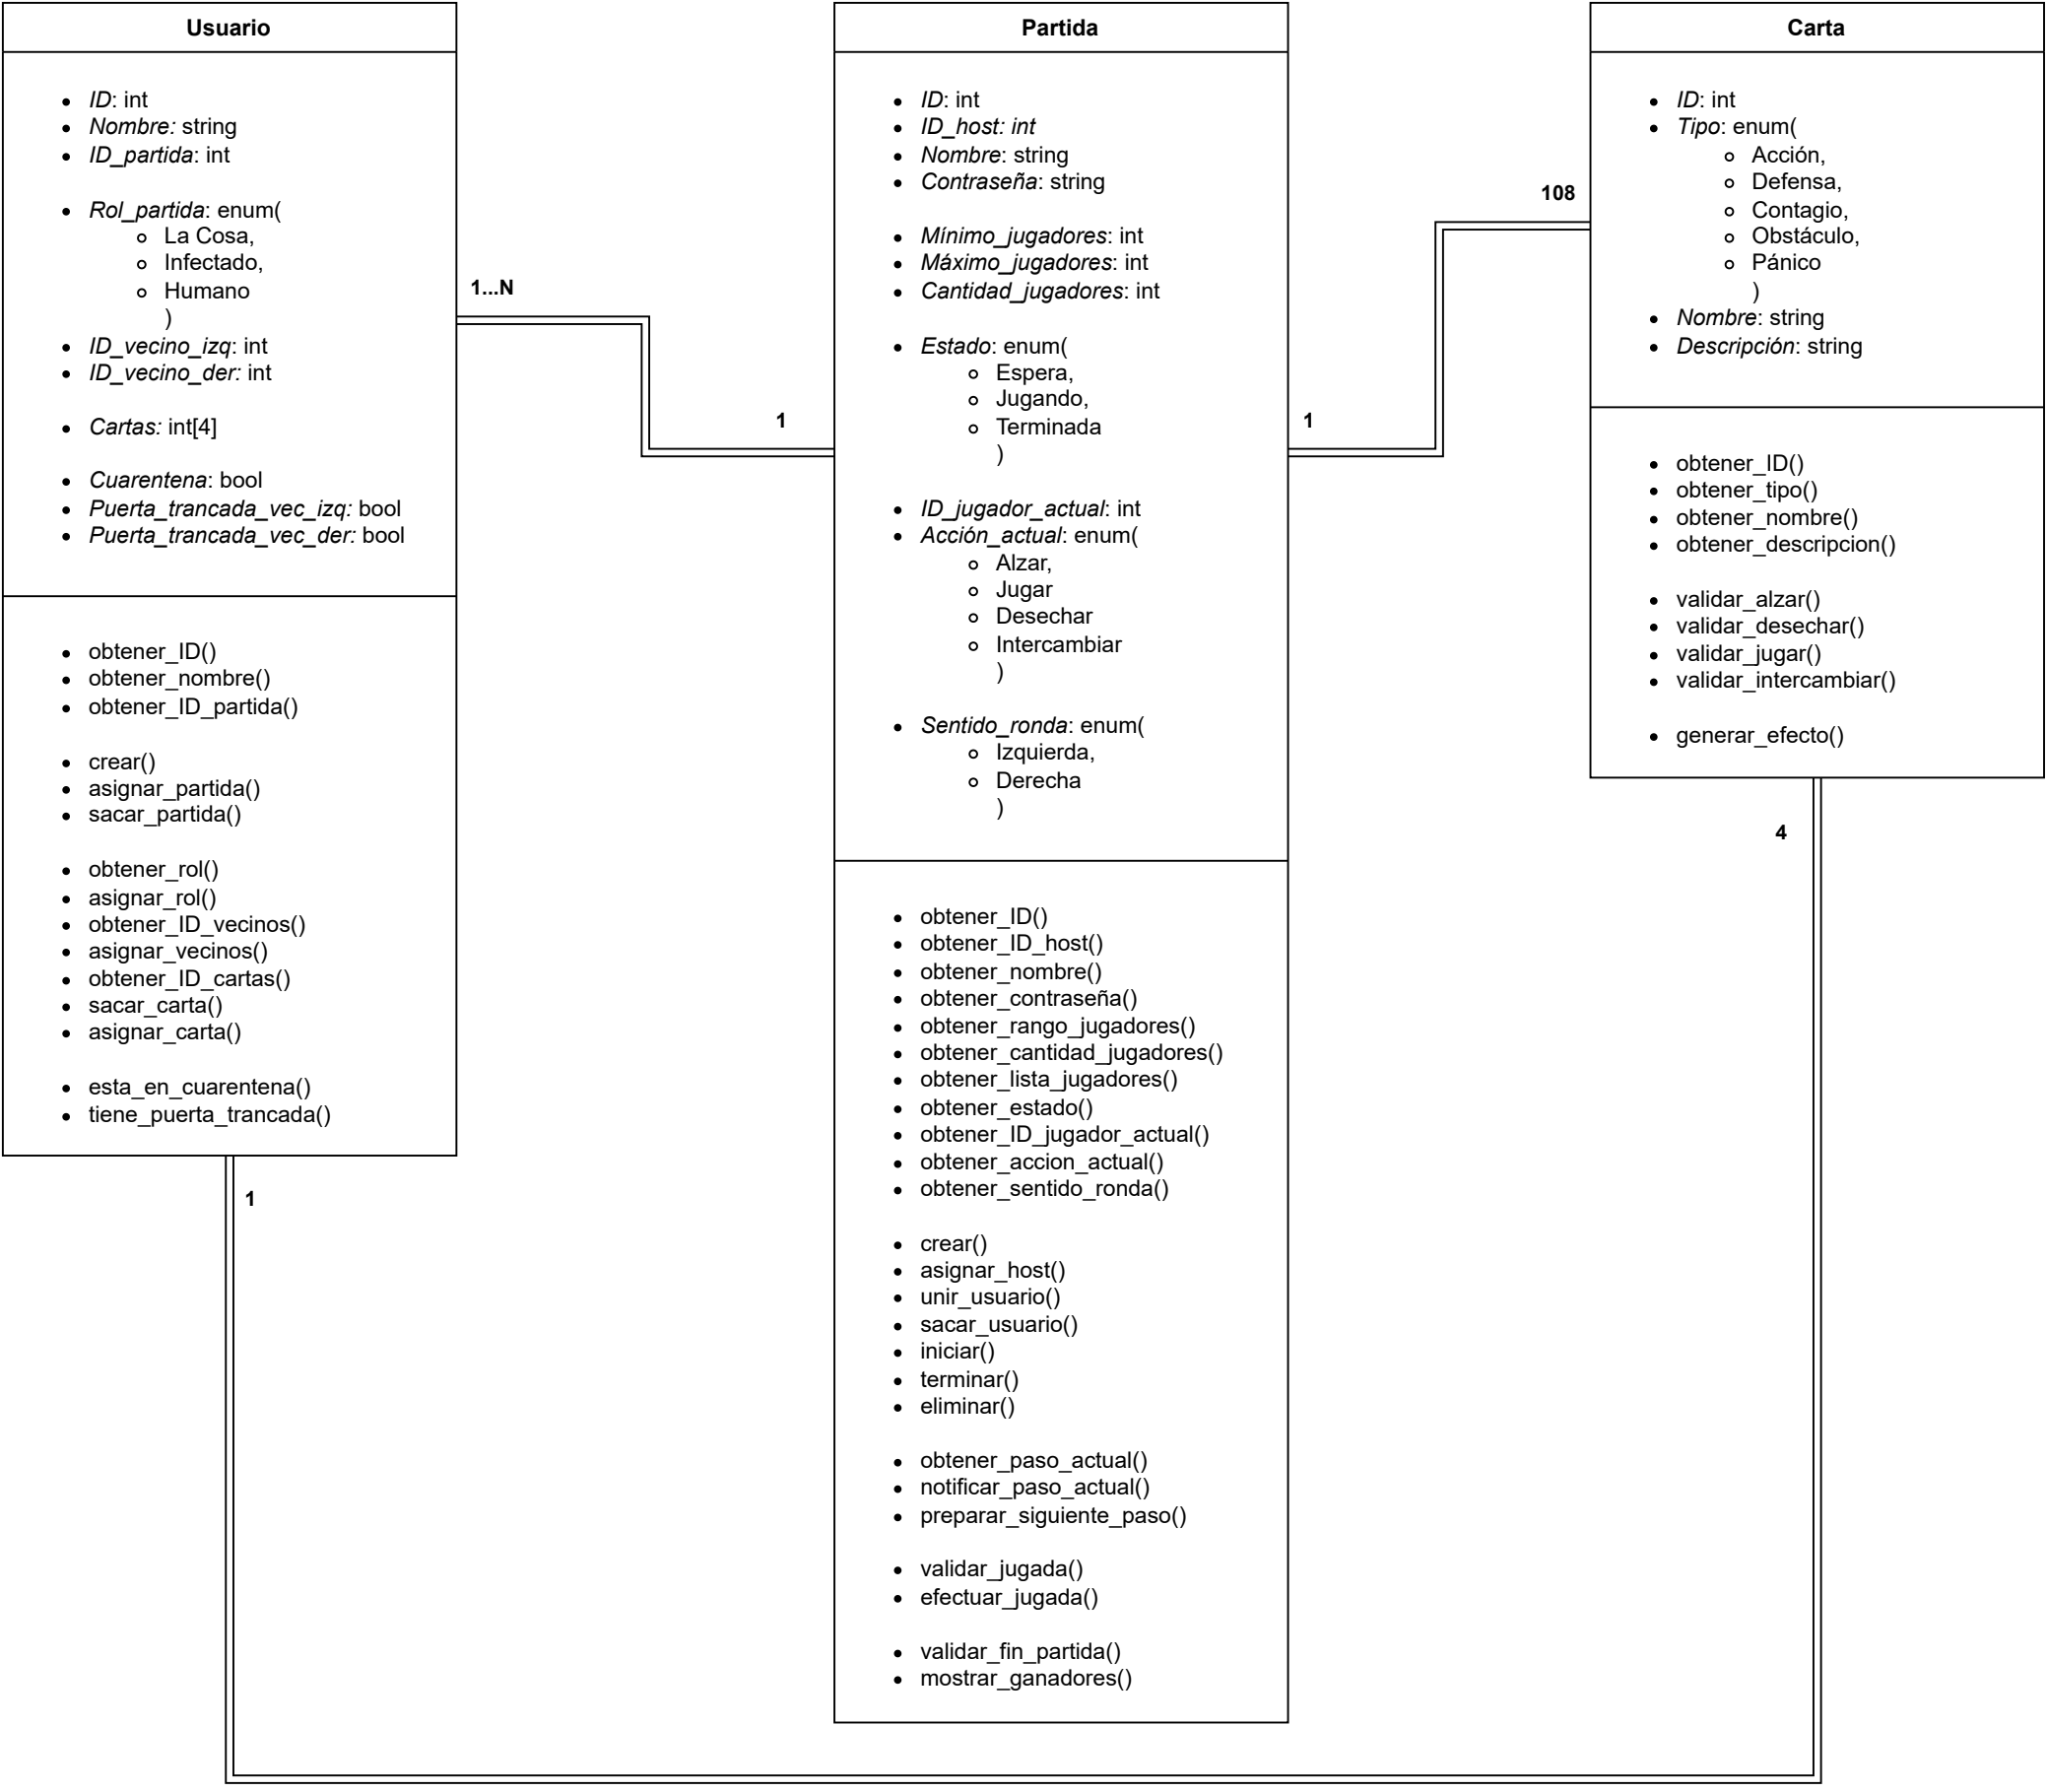 Usuario
ID: int
Nombre: string
ID_partida: int
Rol_partida: enum(
La Cosa,
Infectado,
Humano
)
ID_vecino_izq: int
ID_vecino_der: int
Cartas: int[4]
Cuarentena: bool
Puerta_trancada_vec_izq: bool
Puerta_trancada_vec_der: bool
obtener_ID()
obtener_nombre()
obtener_ID_partida()
crear()
asignar_partida()
sacar_partida()
obtener_rol()
asignar_rol()
obtener_ID_vecinos()
asignar_vecinos()
obtener_ID_cartas()
sacar_carta()
asignar_carta()
esta_en_cuarentena()
tiene_puerta_trancada()
1...N
1
1
Partida
ID: int
ID_host: int
Nombre: string
Contraseña: string
Mínimo_jugadores: int
Máximo_jugadores: int
Cantidad_jugadores: int
Estado: enum(
Espera,
Jugando,
Terminada
)
ID_jugador_actual: int
Acción_actual: enum(
Alzar,
Jugar
Desechar
Intercambiar
)
Sentido_ronda: enum(
Izquierda,
Derecha
)
obtener_ID()
obtener_ID_host()
obtener_nombre()
obtener_contraseña()
obtener_rango_jugadores()
obtener_cantidad_jugadores()
obtener_lista_jugadores()
obtener_estado()
obtener_ID_jugador_actual()
obtener_accion_actual()
obtener_sentido_ronda()
crear()
asignar_host()
unir_usuario()
sacar_usuario()
iniciar()
terminar()
eliminar()
obtener_paso_actual()
notificar_paso_actual()
preparar_siguiente_paso()
validar_jugada()
efectuar_jugada()
validar_fin_partida()
mostrar_ganadores()
1
108
Carta
ID: int
Tipo: enum(
Acción,
Defensa,
Contagio,
Obstáculo,
Pánico
)
Nombre: string
Descripción: string
obtener_ID()
obtener_tipo()
obtener_nombre()
obtener_descripcion()
validar_alzar()
validar_desechar()
validar_jugar()
validar_intercambiar()
generar_efecto()
4